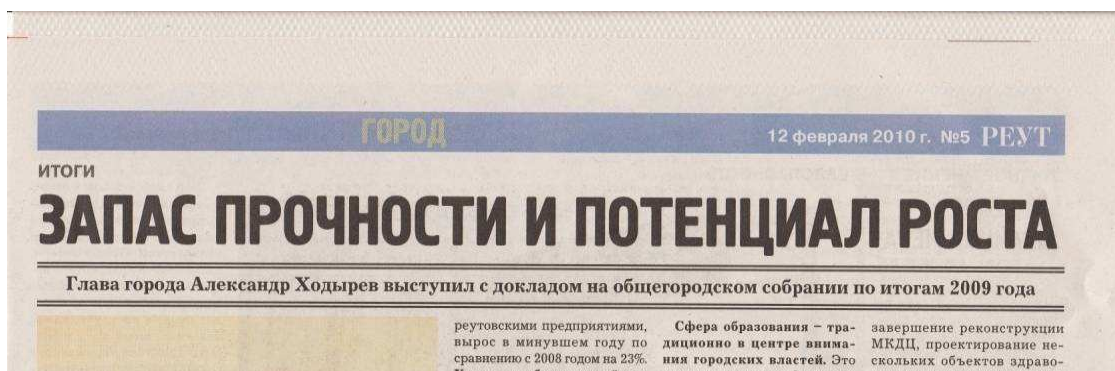 ГОРОД
12 февраля 2010 г. №5 РЕУТ
ИТОГИ
ЗАПАС ПРОЧНОСТИ И ПОТЕНЦИАЛ РОСТА
Глава города Александр Ходырев выступил с докладом на общегородском собрании по итогам 2009 года
реутовскими предприятиями,
вырос в минувшем году по
сравнению с 2008 годом на 23%.
Сфера образования – тра-
диционно в центре внима-
ния городских властей. Это
завершение реконструкции
МКДЦ, проектирование не-
скольких объектов здраво-